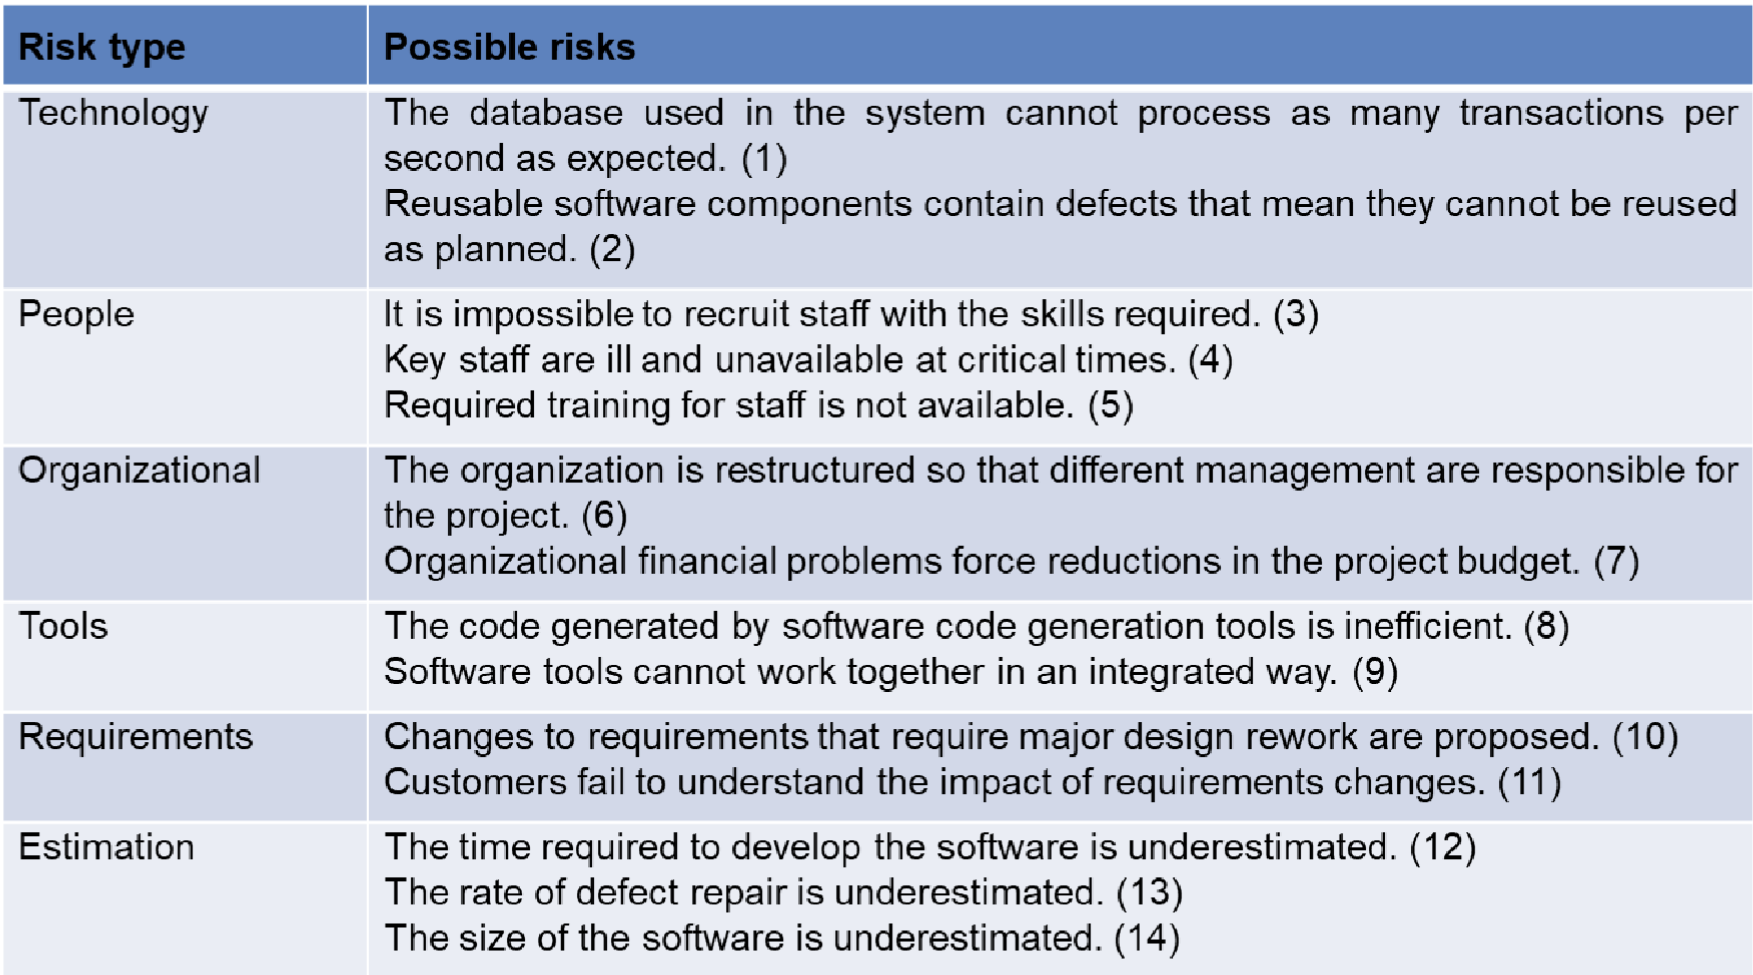 Risk type
Possible risks
Technology
The database used in the system cannot process as many transactions per
second as expected. (1)
Reusable software components contain defects that mean they cannot be reused
as planned. (2)
People
It is impossible to recruit staff with the skills required. (3)
Key staff are ill and unavailable at critical times. (4)
Required training for staff is not available. (5)
Organizational
The organization is restructured so that different management are responsible for
the project. (6)
Organizational financial problems force reductions in the project budget. (7)
Tools
The code generated by software code generation tools is inefficient. (8)
Software tools cannot work together in an integrated way. (9)
Requirements
Changes to requirements that require major design rework are proposed. (10)
Customers fail to understand the impact of requirements changes. (11)
Estimation
The time required to develop the software is underestimated. (12)
The rate of defect repair is underestimated. (13)
The size of the software is underestimated. (14)